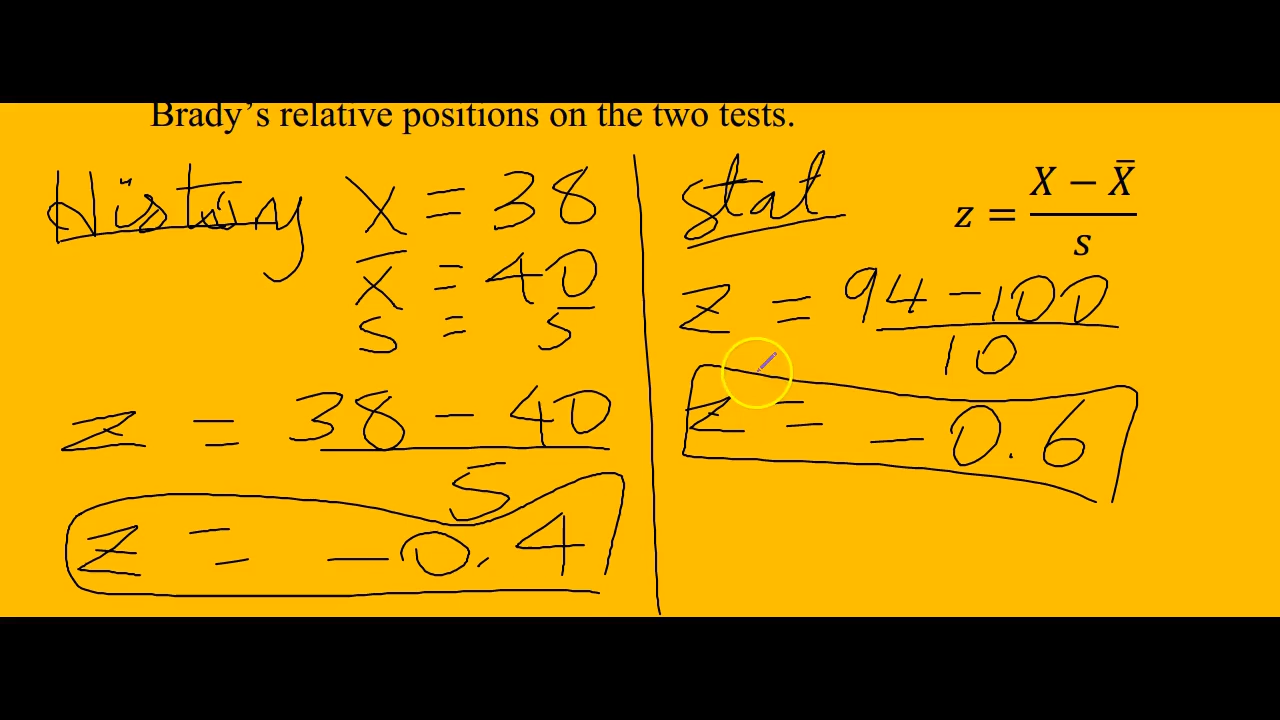 Brady's relative positions on the two tests.
History X = 38
X̄ = 40
S = 5
Z = 38 - 40
5
Z = -0.4
Stat
z = X − X̄
s
Z = 94 - 100
10
Z = -0.6